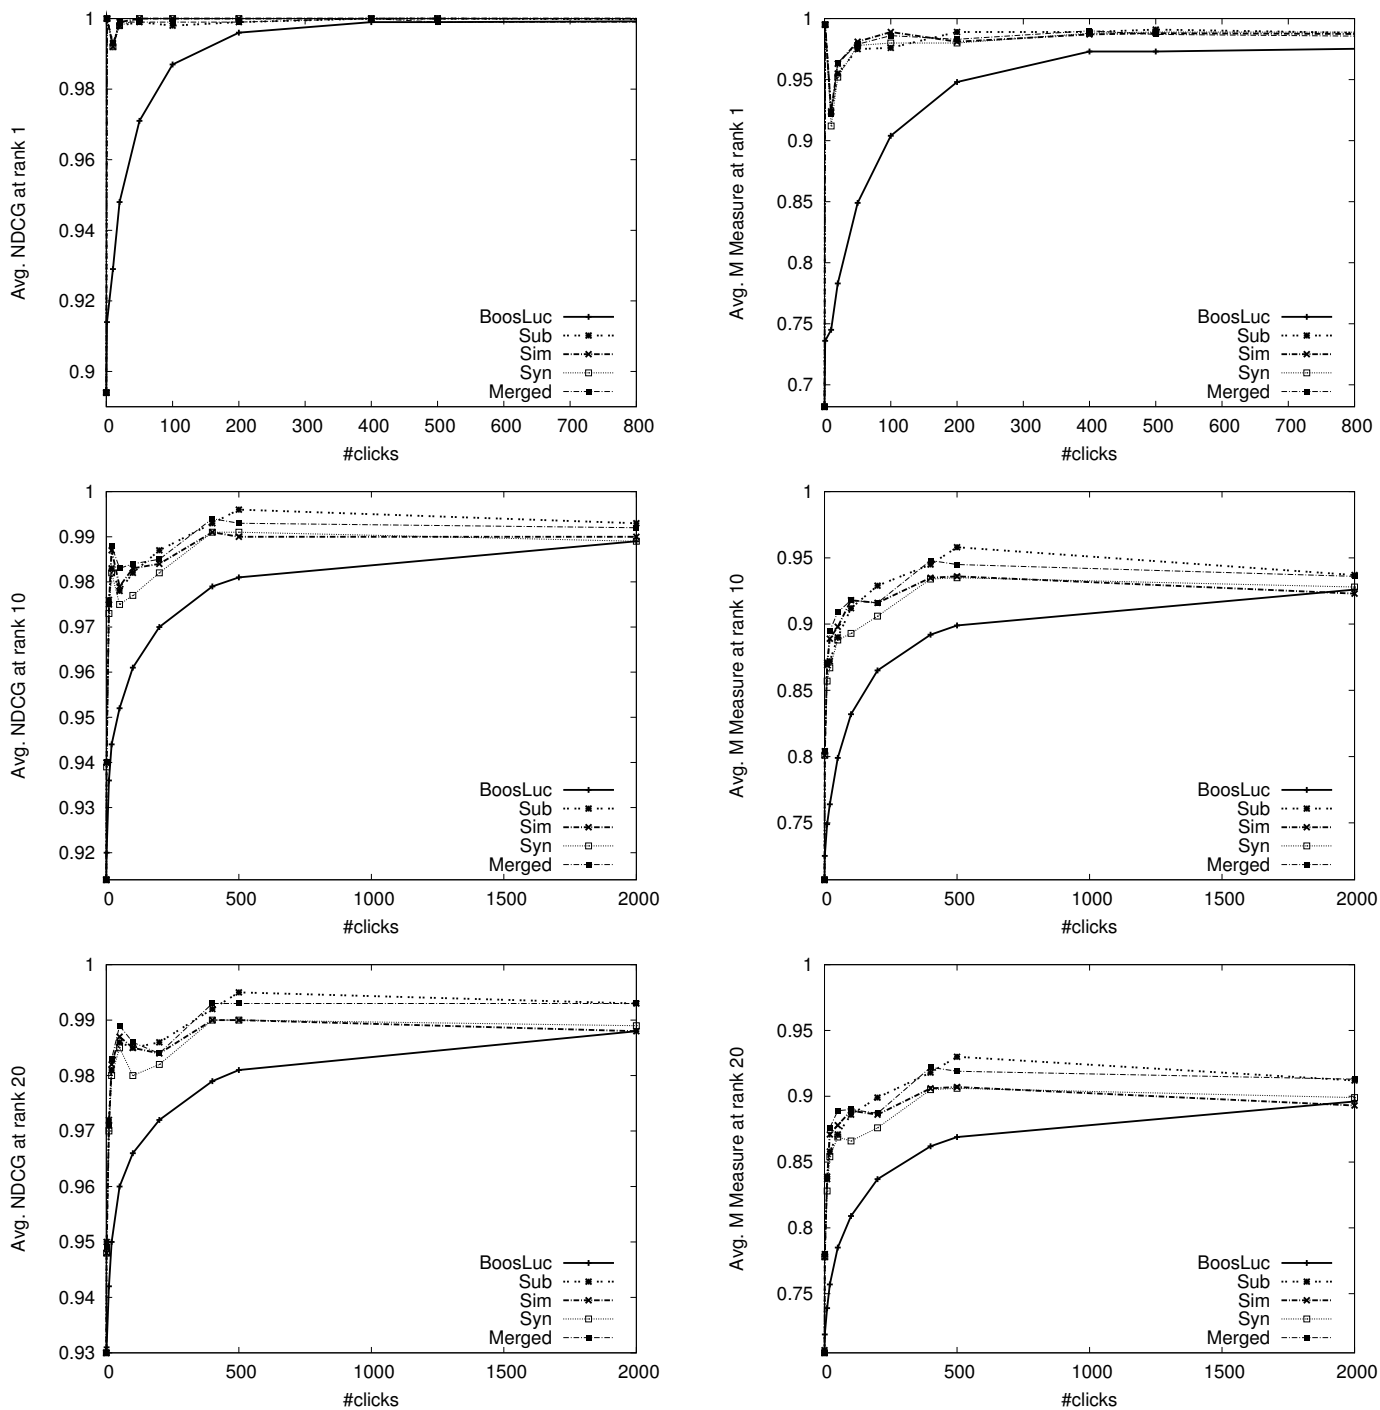 Avg. NDCG at rank 1
1
0.98
0.96
0.94
0.92
0.9
BoosLuc
Sub
Sim
Syn
Merged
0 100 200 300 400 500 600 700 800
#clicks
Avg. M Measure at rank 1
1
0.95
0.9
0.85
0.8
0.75
0.7
BoosLuc
Sub
Sim
Syn
Merged
0 100 200 300 400 500 600 700 800
#clicks
Avg. NDCG at rank 10
1
0.99
0.98
0.97
0.96
0.95
0.94
0.93
0.92
BoosLuc
Sub
Sim
Syn
Merged
0 500 1000 1500 2000
#clicks
Avg. M Measure at rank 10
1
0.95
0.9
0.85
0.8
0.75
BoosLuc
Sub
Sim
Syn
Merged
0 500 1000 1500 2000
#clicks
Avg. NDCG at rank 20
1
0.99
0.98
0.97
0.96
0.95
0.94
0.93
BoosLuc
Sub
Sim
Syn
Merged
0 500 1000 1500 2000
#clicks
Avg. M Measure at rank 20
1
0.95
0.9
0.85
0.8
0.75
BoosLuc
Sub
Sim
Syn
Merged
0 500 1000 1500 2000
#clicks